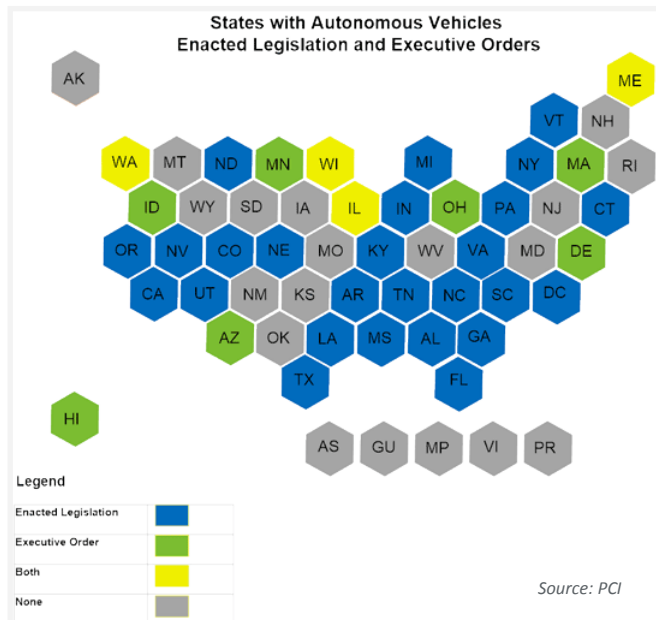 States with Autonomous Vehicles
Enacted Legislation and Executive Orders
AK
ME
VT
NH
WA
MT
ND
MN
WI
MI
NY
MA
RI
ID
WY
SD
IA
IL
IN
OH
PA
NJ
CT
OR
NV
CO
NE
MO
KY
WV
VA
MD
DE
CA
UT
NM
KS
AR
TN
NC
SC
DC
AZ
OK
LA
MS
AL
GA
TX
FL
HI
AS
GU
MP
VI
PR
Legend
Enacted Legislation
Executive Order
Both
None
Source: PCI